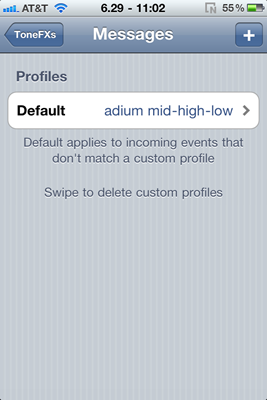 AT&T 6.29 - 11:02 55%
ToneFXs Messages +
Profiles
Default adium mid-high-low
Default applies to incoming events that
don't match a custom profile
Swipe to delete custom profiles